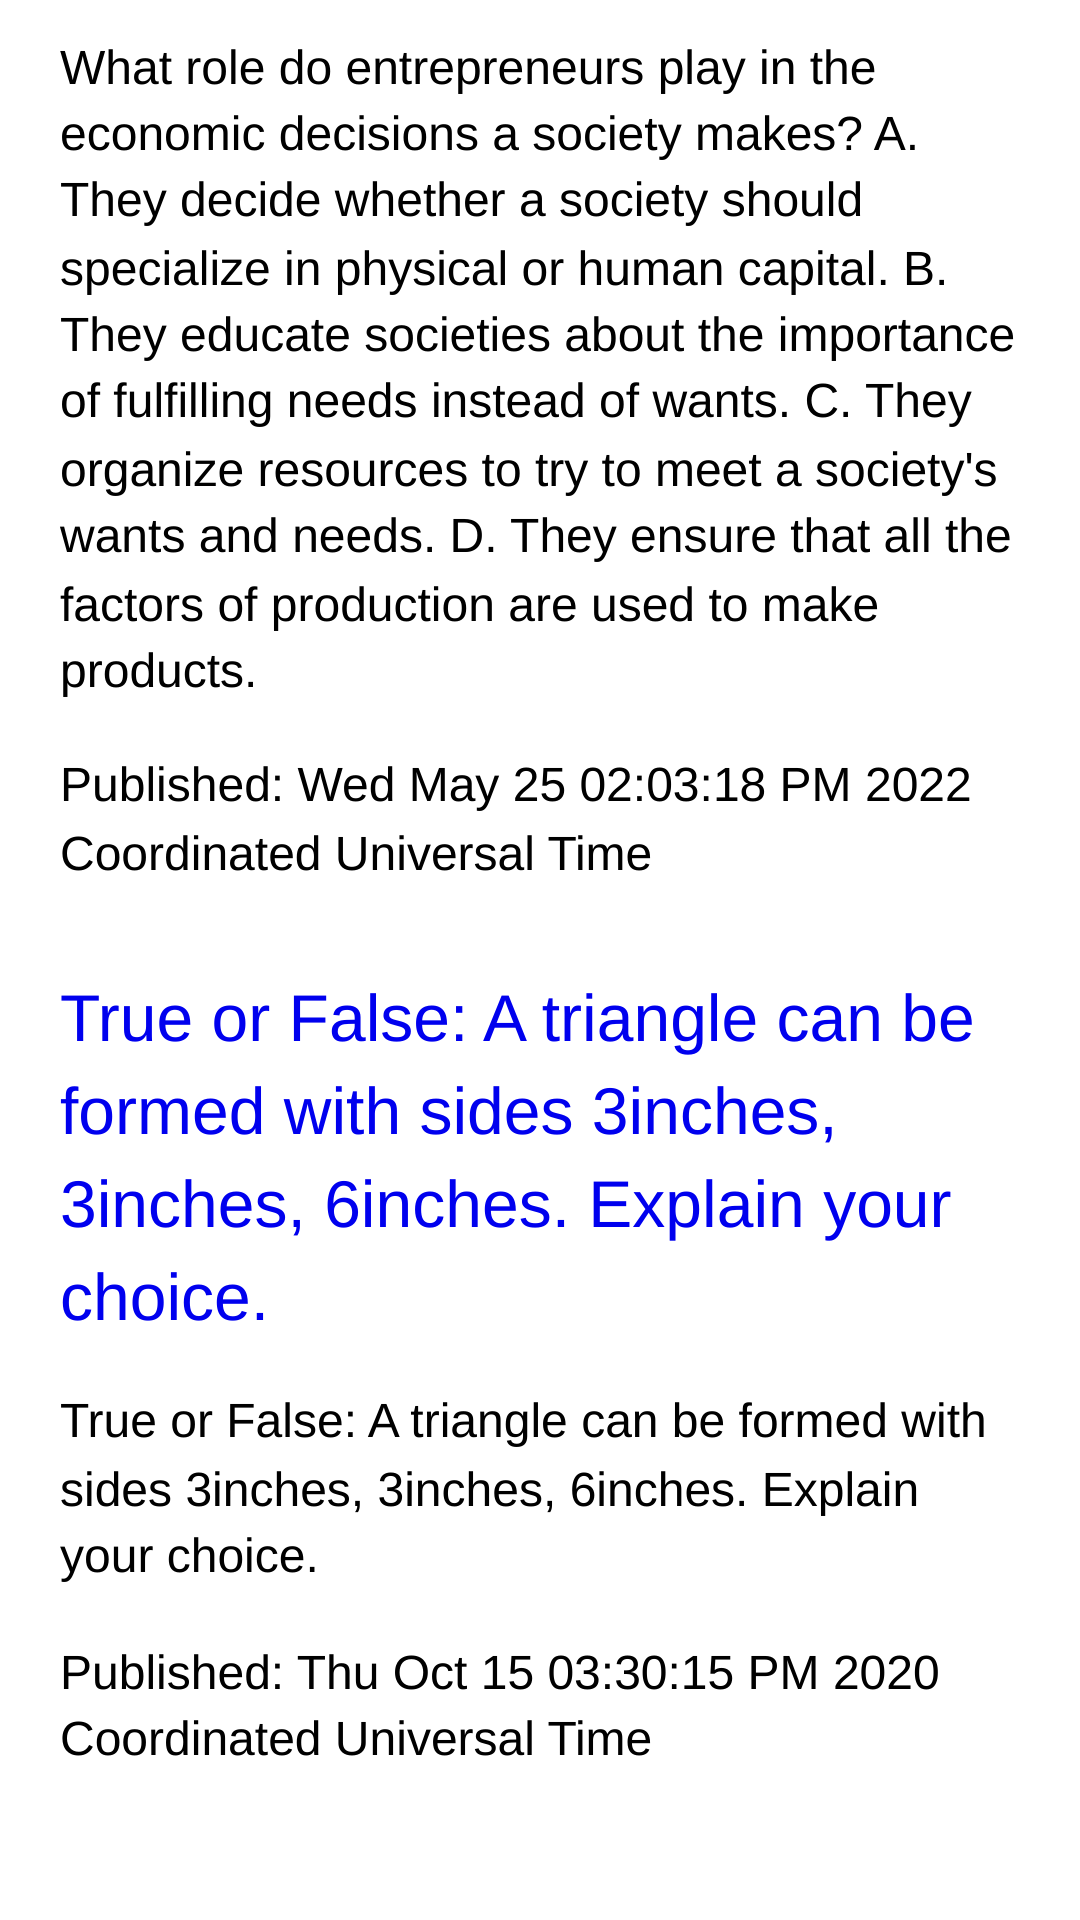 What role do entrepreneurs play in the
economic decisions a society makes? A.
They decide whether a society should
specialize in physical or human capital. B.
They educate societies about the importance
of fulfilling needs instead of wants. C. They
organize resources to try to meet a society's
wants and needs. D. They ensure that all the
factors of production are used to make
products.
Published: Wed May 25 02:03:18 PM 2022
Coordinated Universal Time
True or False: A triangle can be
formed with sides 3inches,
3inches, 6inches. Explain your
choice.
True or False: A triangle can be formed with
sides 3inches, 3inches, 6inches. Explain
your choice.
Published: Thu Oct 15 03:30:15 PM 2020
Coordinated Universal Time